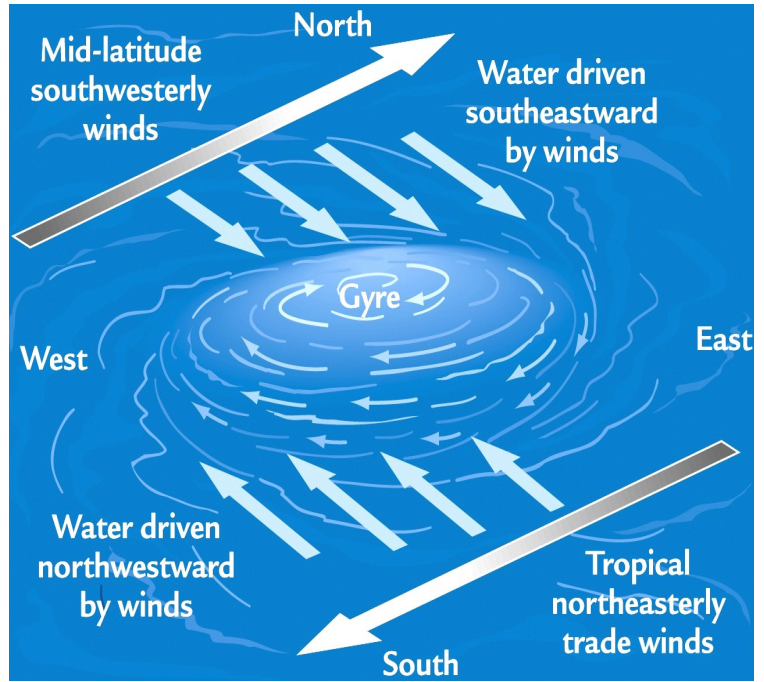 North
Mid-latitude
southwesterly
winds
Water driven
southeastward
by winds
Gyre
West
East
Water driven
northwestward
by winds
Tropical
northeasterly
trade winds
South